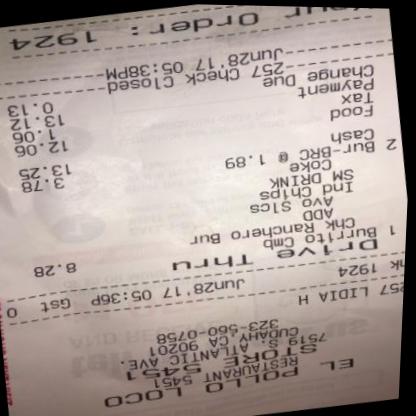 EL POLLO LOCO
RESTAURANT 5451
STORE 5451
7519 S. ATLANTIC AVE.
CUDAHY, CA 90201
323-560-0758
257 LIDIA H
hk 1924 Jun28'17 05:36P Gst 0
Drive Thru
1 Burrito Cmb 8.28
Chk Ranchero Bur
ADD
Avo Slcs
Ind Chips
SM DRINK
Coke
2 Bur-BRC @ 1.89 3.78
Cash 13.25
Food 12.06
Tax 1.06
Payment 13.12
Change Due 0.13
257 Check Closed
Jun28'17 05:38PM
Your Order: 1924